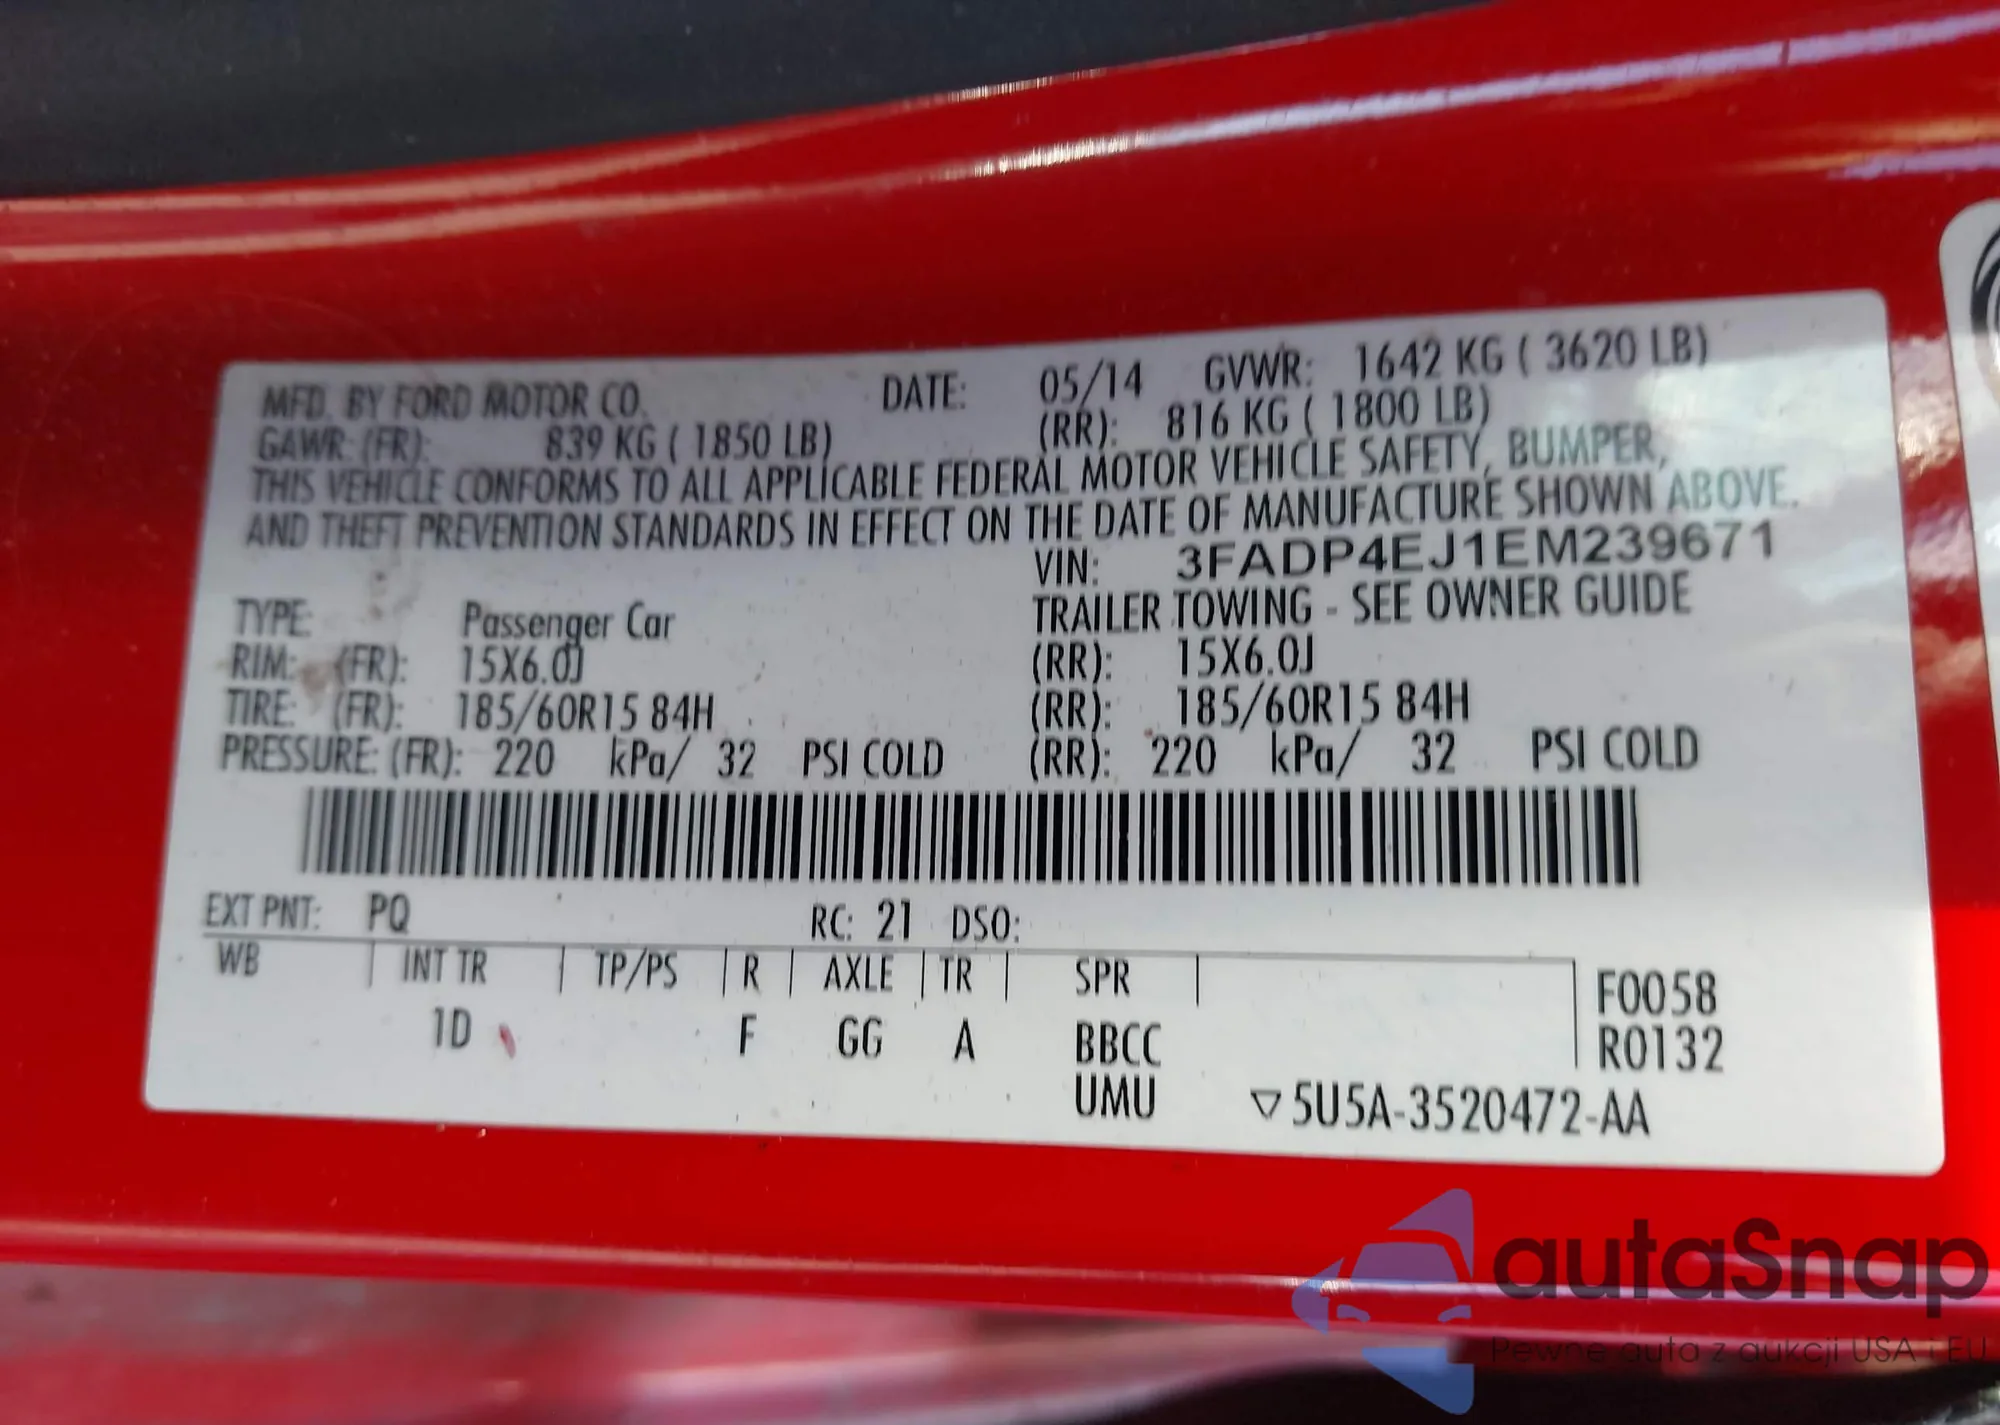 MFD. BY FORD MOTOR CO. DATE: 05/14 GVWR: 1642 KG ( 3620 LB)
GAWR: (FR): 839 KG ( 1850 LB) (RR): 816 KG ( 1800 LB)
THIS VEHICLE CONFORMS TO ALL APPLICABLE FEDERAL MOTOR VEHICLE SAFETY, BUMPER,
AND THEFT PREVENTION STANDARDS IN EFFECT ON THE DATE OF MANUFACTURE SHOWN ABOVE.
VIN: 3FADP4EJ1EM239671
TYPE: Passenger Car TRAILER TOWING - SEE OWNER GUIDE
RIM: (FR): 15X6.0J (RR): 15X6.0J
TIRE: (FR): 185/60R15 84H (RR): 185/60R15 84H
PRESSURE: (FR): 220 kPa/ 32 PSI COLD (RR): 220 kPa/ 32 PSI COLD
EXT PNT: PQ RC: 21 DSO:
WB INT TR TP/PS R AXLE TR SPR F0058
1D F GG A BBCC R0132
UMU ▽5U5A-3520472-AA
autaSnap
Pewne auta z aukcji USA i EU